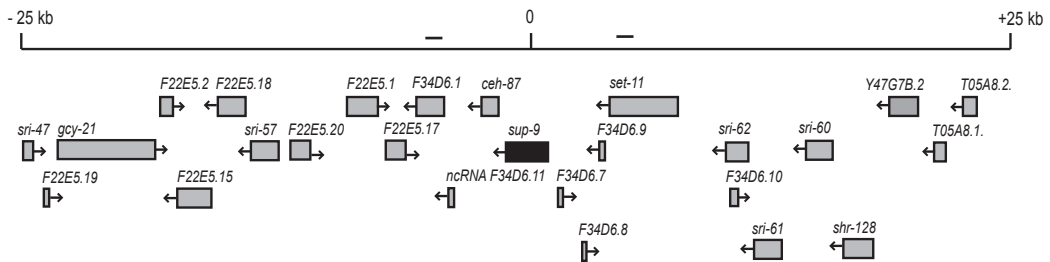 - 25 kb 0 +25 kb
F22E5.2 F22E5.18 F22E5.1 F34D6.1 ceh-87 set-11 Y47G7B.2 T05A8.2.
sri-47 gcy-21 sri-57 F22E5.20 F22E5.17 sup-9 F34D6.9 sri-62 sri-60 T05A8.1.
F22E5.19 F22E5.15 ncRNA F34D6.11 F34D6.7 F34D6.10
F34D6.8 sri-61 shr-128